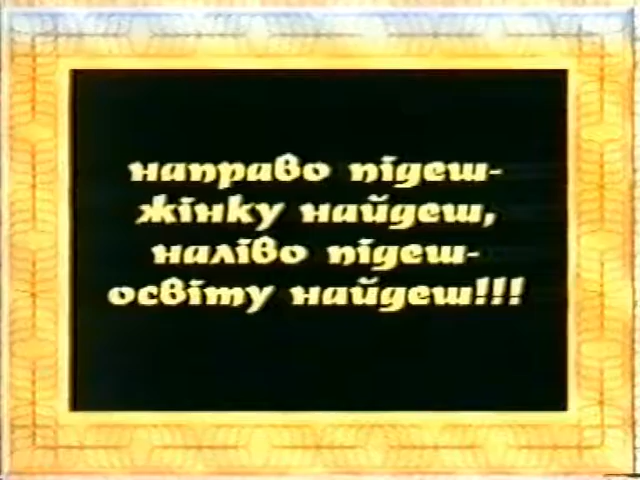 направо підеш-
жінку найдеш,
наліво підеш-
освіту найдеш!!!